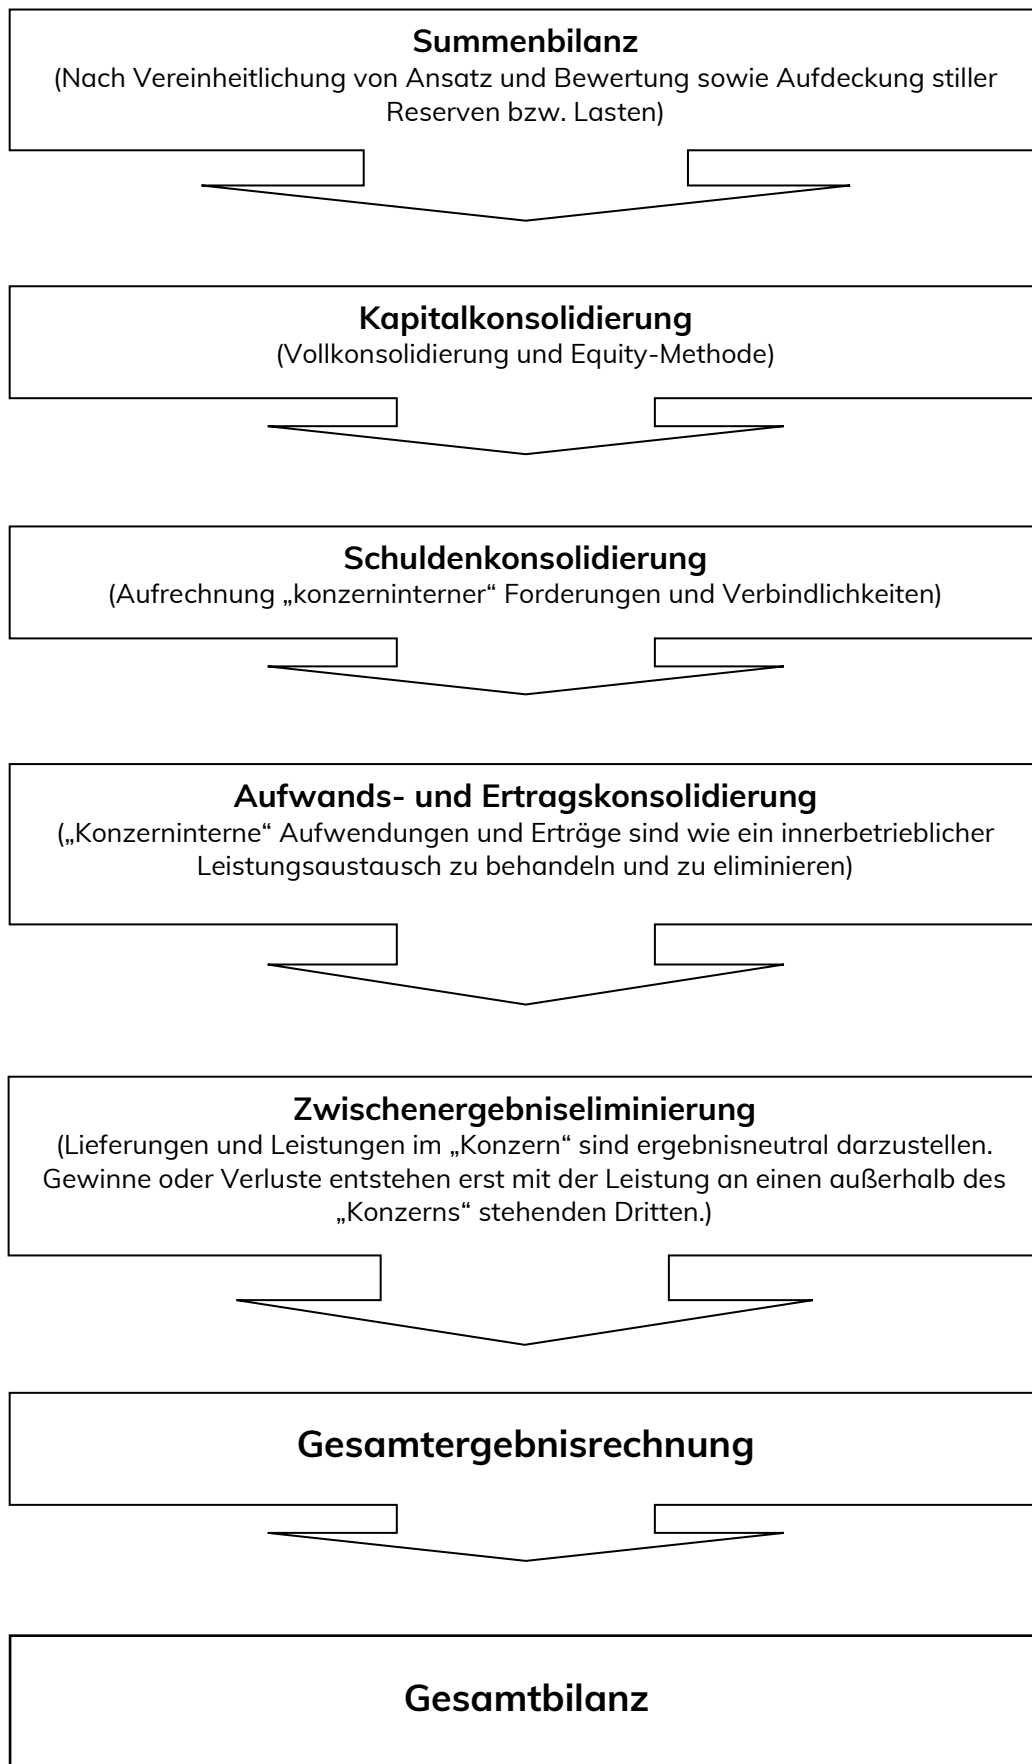 Summenbilanz
(Nach Vereinheitlichung von Ansatz und Bewertung sowie Aufdeckung stiller
Reserven bzw. Lasten)
Kapitalkonsolidierung
(Vollkonsolidierung und Equity-Methode)
Schuldenkonsolidierung
(Aufrechnung „konzerninterner“ Forderungen und Verbindlichkeiten)
Aufwands- und Ertragskonsolidierung
(„Konzerninterne“ Aufwendungen und Erträge sind wie ein innerbetrieblicher
Leistungsaustausch zu behandeln und zu eliminieren)
Zwischenergebniseliminierung
(Lieferungen und Leistungen im „Konzern“ sind ergebnisneutral darzustellen.
Gewinne oder Verluste entstehen erst mit der Leistung an einen außerhalb des
„Konzerns“ stehenden Dritten.)
Gesamtergebnisrechnung
Gesamtbilanz